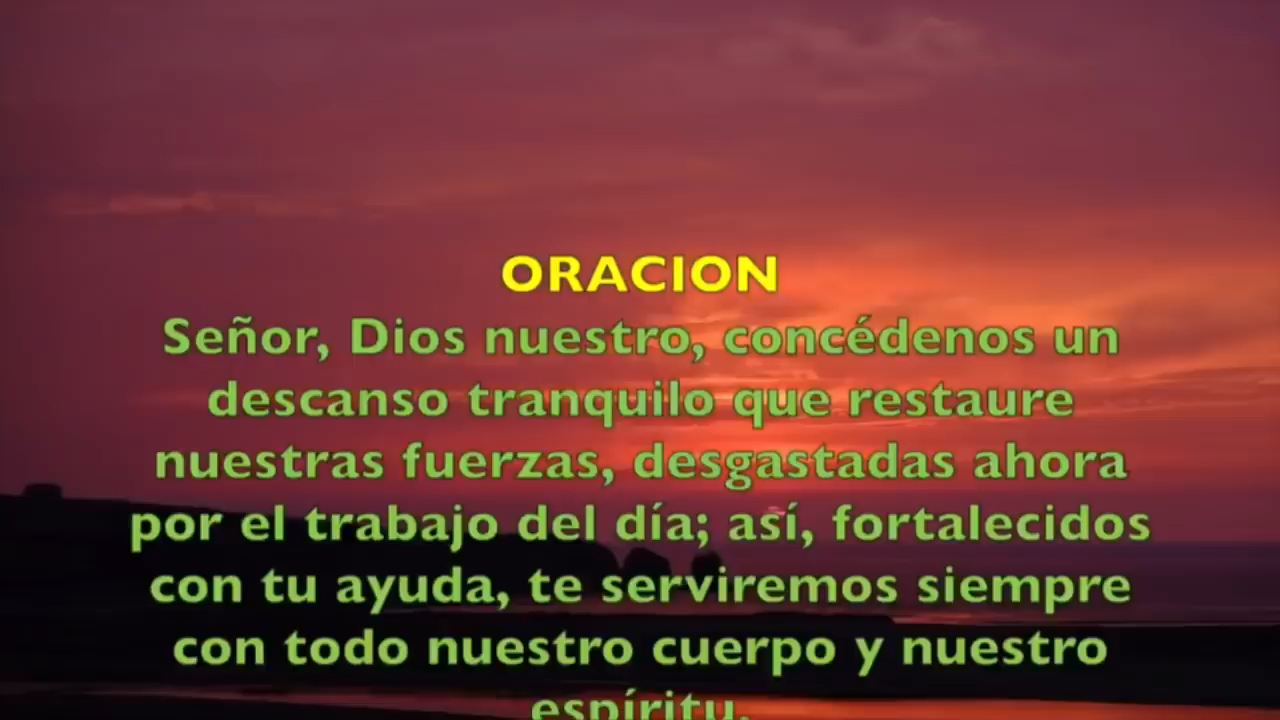 ORACION
Señor, Dios nuestro, concédenos un
descanso tranquilo que restaure
nuestras fuerzas, desgastadas ahora
por el trabajo del día; así, fortalecidos
con tu ayuda, te serviremos siempre
con todo nuestro cuerpo y nuestro
espíritu.